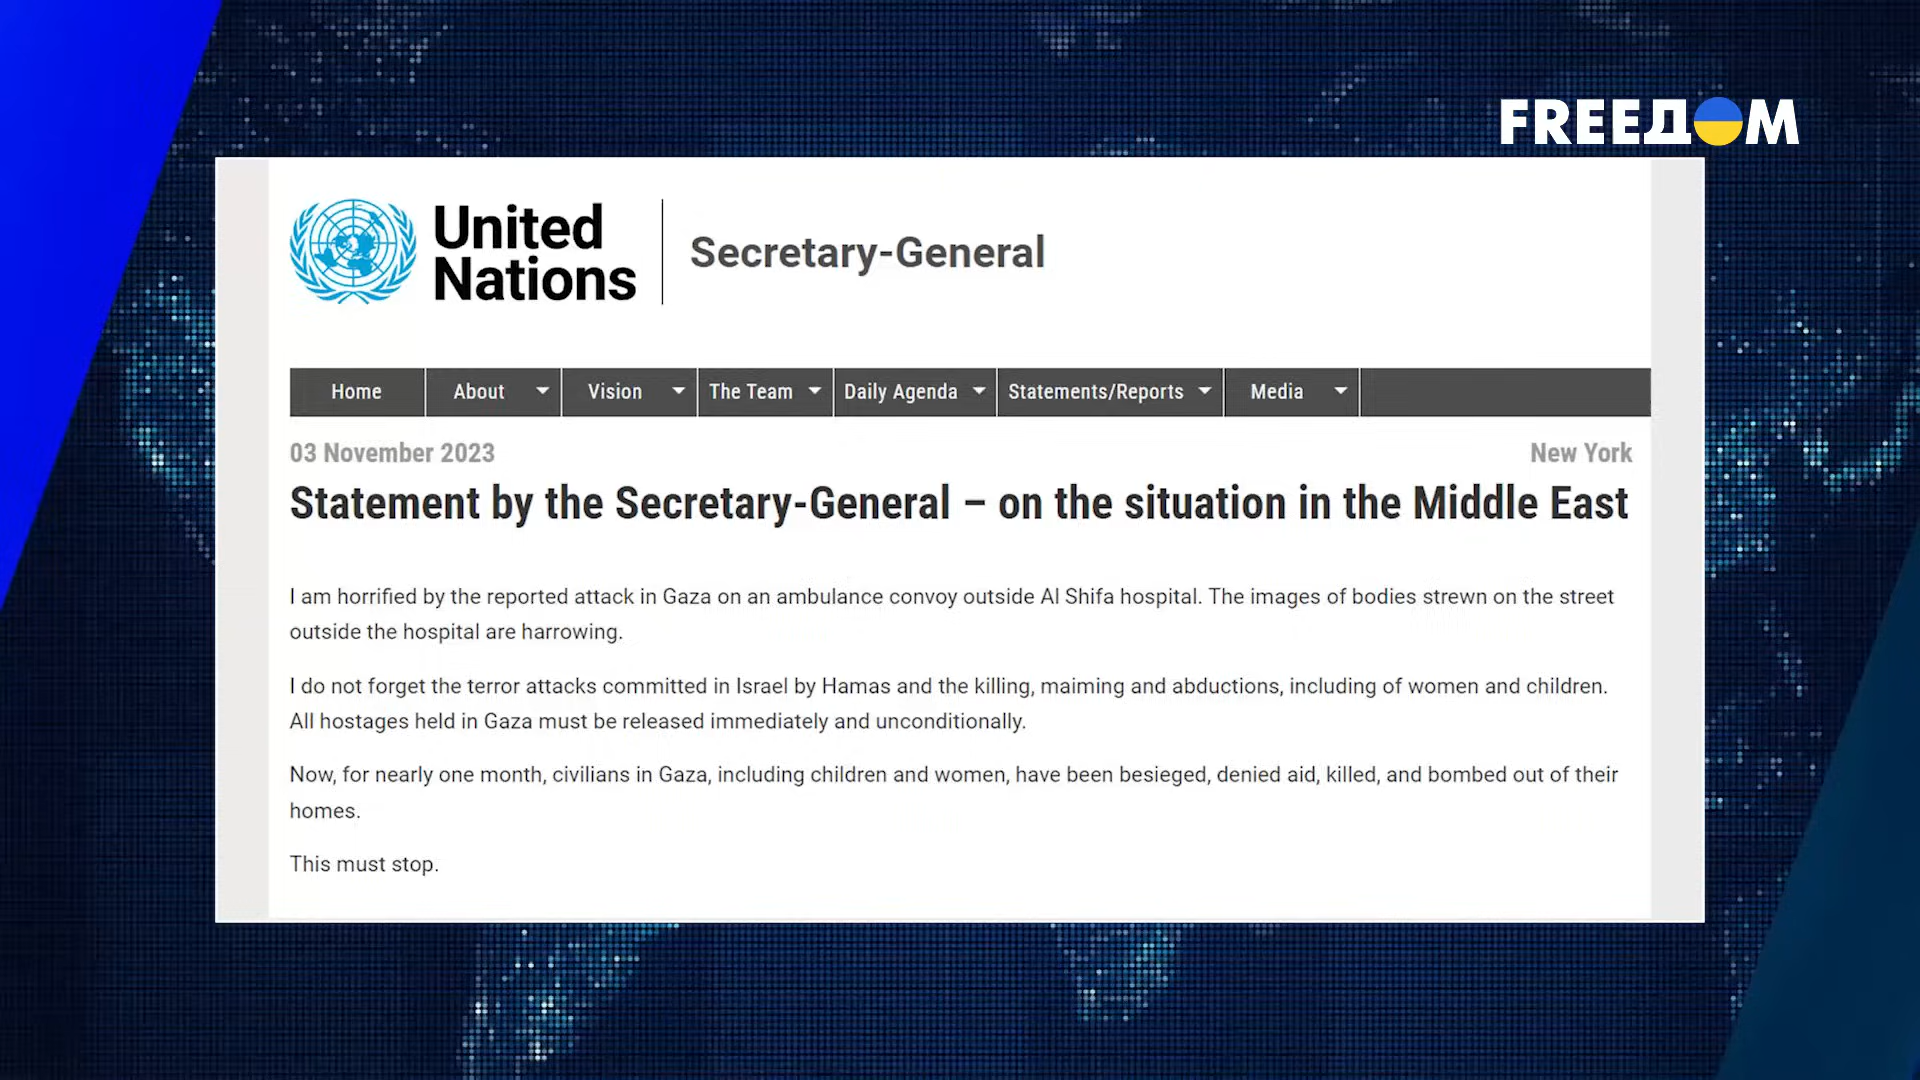 FREEДOM
United
Nations
Secretary-General
Home About Vision The Team Daily Agenda Statements/Reports Media
03 November 2023 New York
Statement by the Secretary-General – on the situation in the Middle East
I am horrified by the reported attack in Gaza on an ambulance convoy outside Al Shifa hospital. The images of bodies strewn on the street
outside the hospital are harrowing.
I do not forget the terror attacks committed in Israel by Hamas and the killing, maiming and abductions, including of women and children.
All hostages held in Gaza must be released immediately and unconditionally.
Now, for nearly one month, civilians in Gaza, including children and women, have been besieged, denied aid, killed, and bombed out of their
homes.
This must stop.